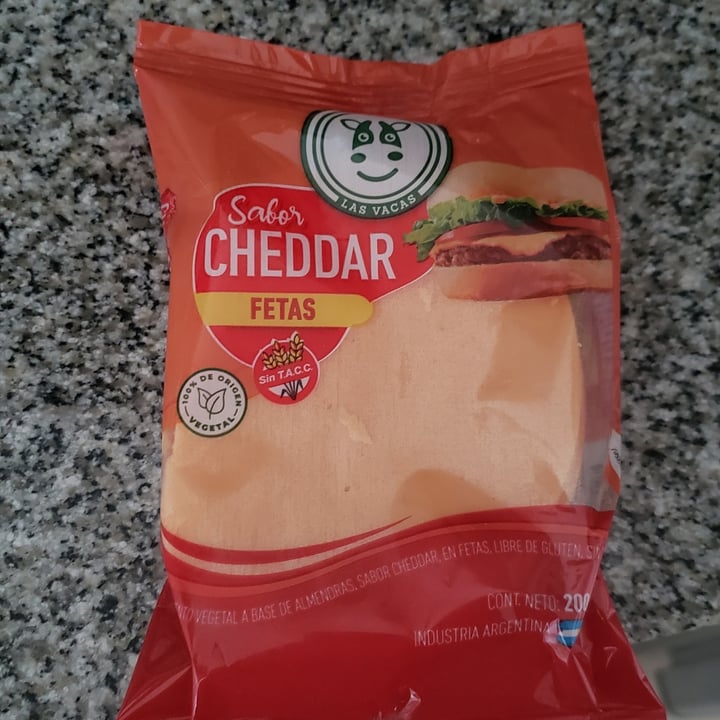 LAS VACAS
Sabor
CHEDDAR
FETAS
Sin T.A.C.C.
100% DE ORIGEN
VEGETAL
VEGETAL A BASE DE ALMENDRAS, SABOR CHEDDAR, EN FETAS, LIBRE DE GLUTEN,
CONT. NETO: 200
INDUSTRIA ARGENTINA